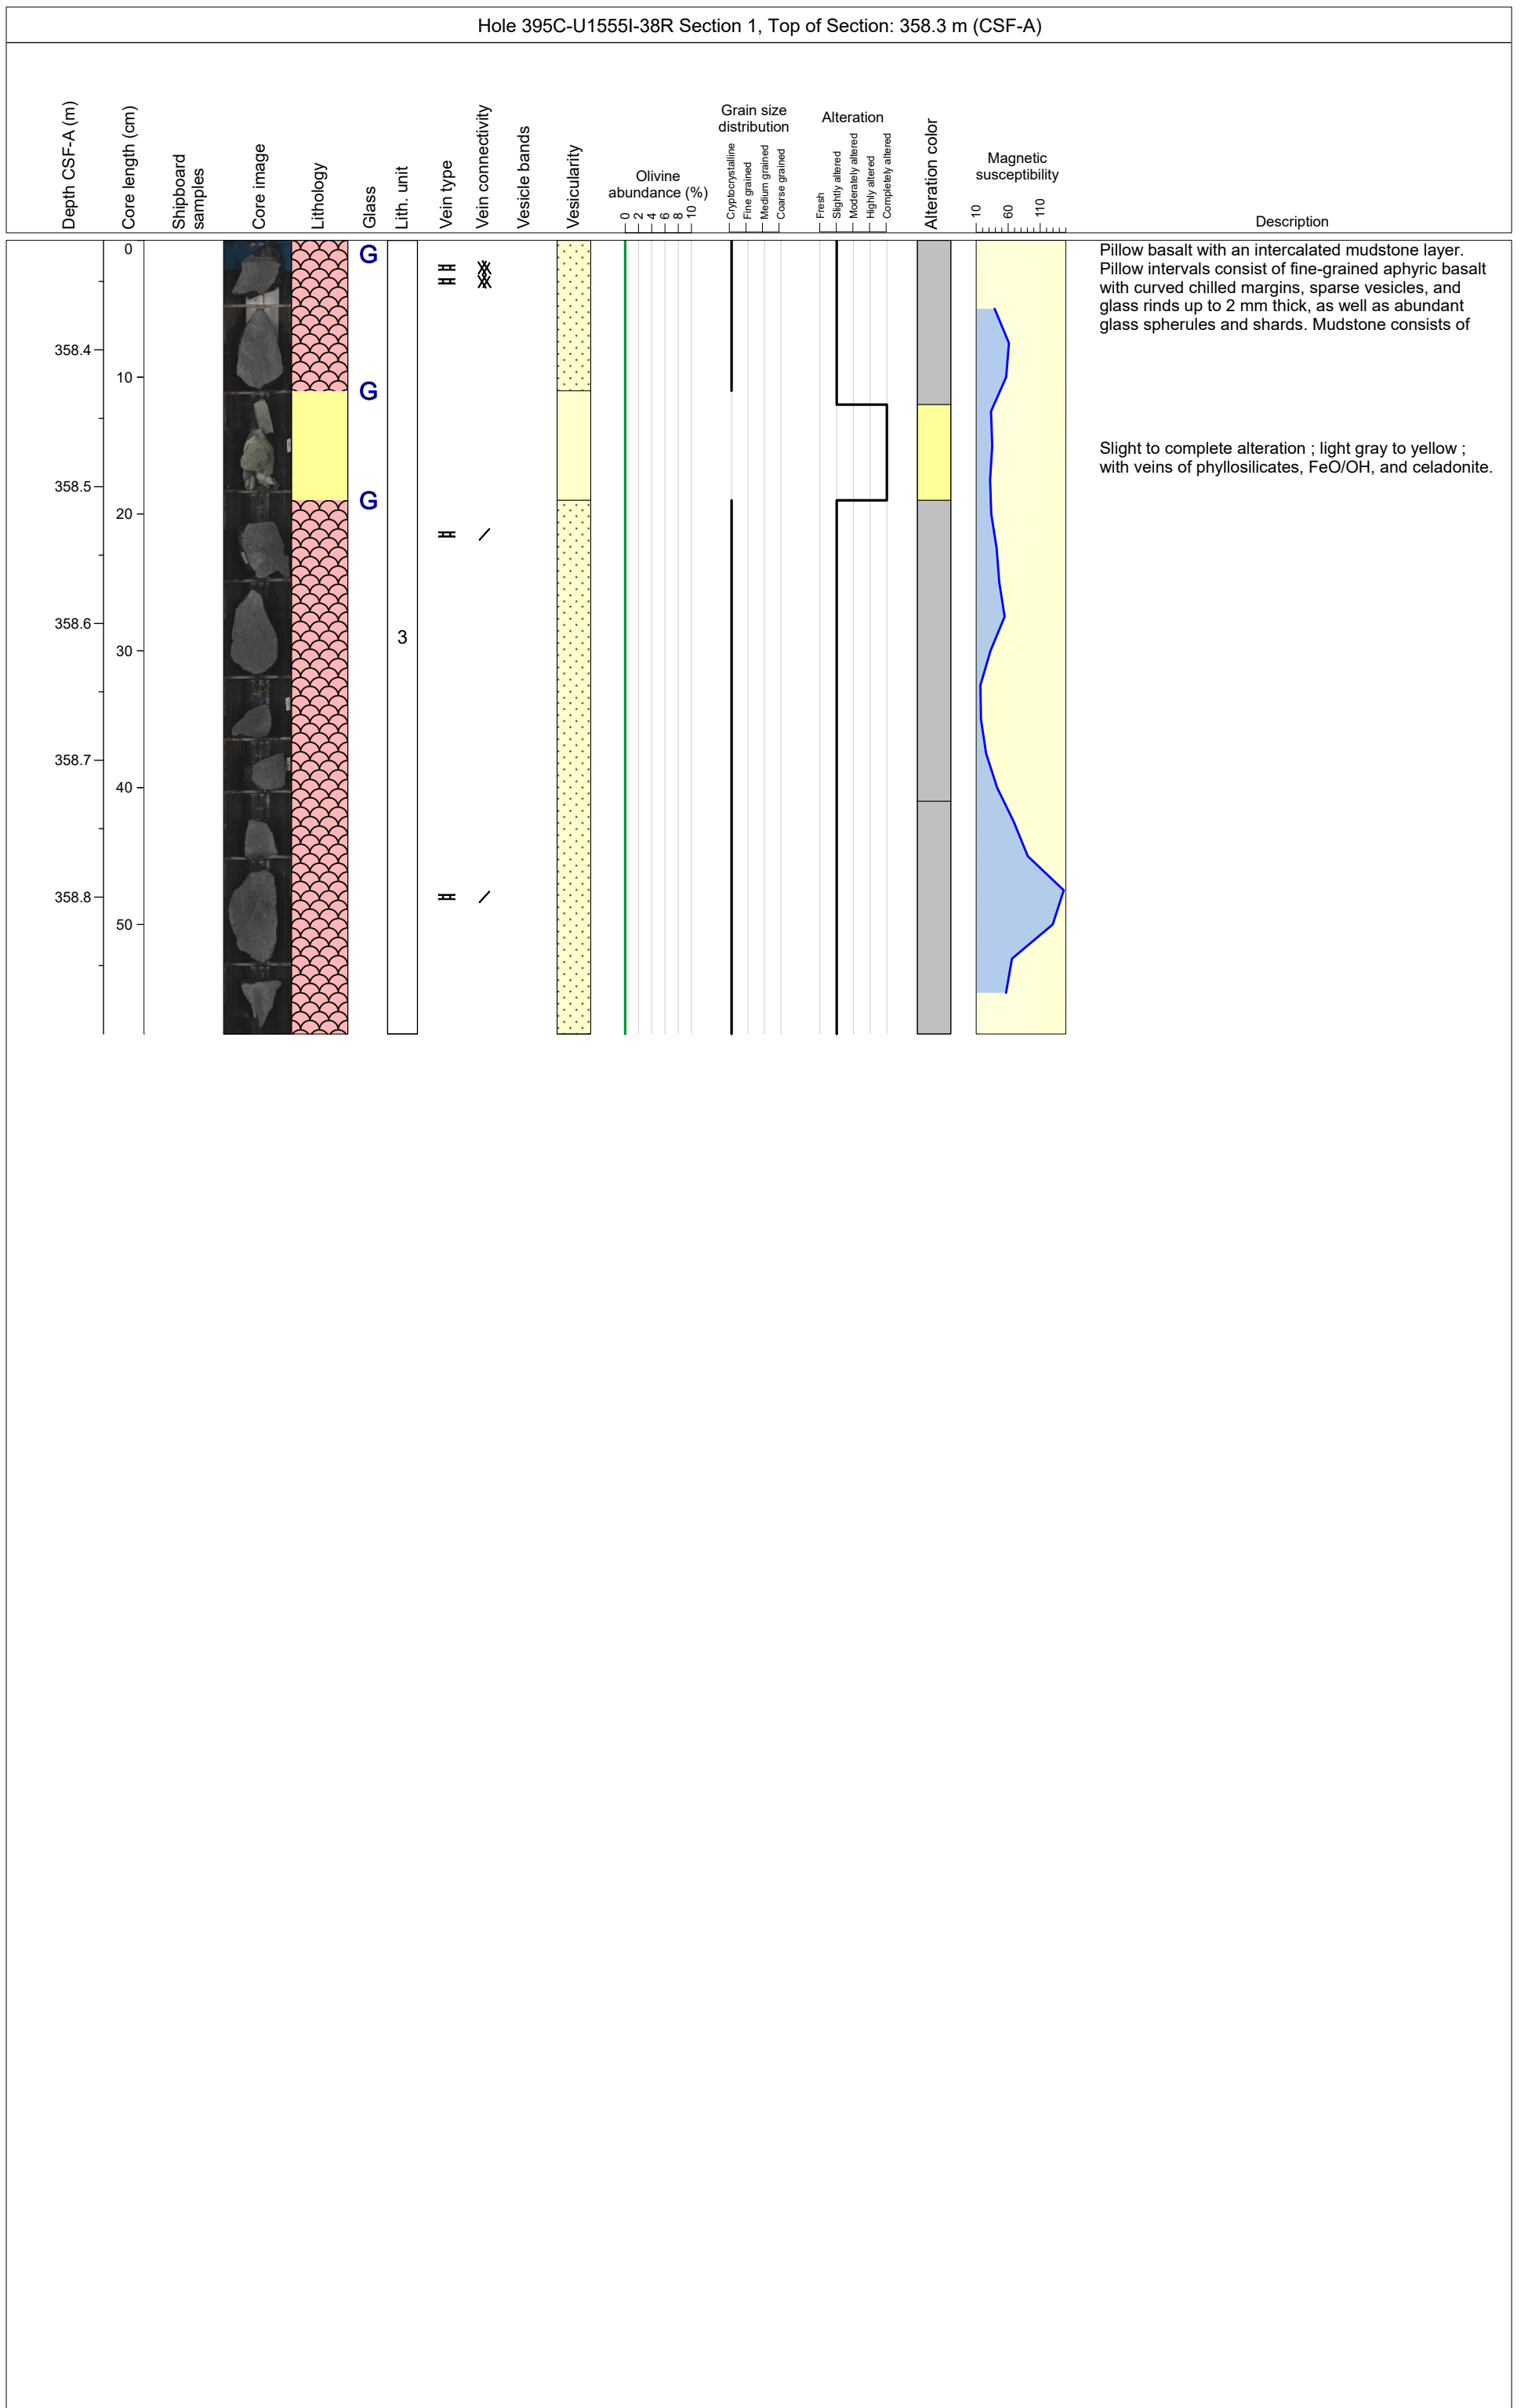 Hole 395C-U1555I-38R Section 1, Top of Section: 358.3 m (CSF-A)
Depth CSF-A (m)
Core length (cm)
Shipboard
samples
Core image
Lithology
Glass
Lith. unit
Vein type
Vein connectivity
Vesicle bands
Vesicularity
Olivine
abundance (%)
0 2 4 6 8 10
Grain size
distribution
Cryptocrystalline
Fine grained
Medium grained
Coarse grained
Alteration
Fresh
Slightly altered
Moderately altered
Highly altered
Completely altered
Alteration color
Magnetic
susceptibility
10 60 110
Description
0
10
20
30
40
50
358.4
358.5
358.6
358.7
358.8
G
G
G
3
Pillow basalt with an intercalated mudstone layer.
Pillow intervals consist of fine-grained aphyric basalt
with curved chilled margins, sparse vesicles, and
glass rinds up to 2 mm thick, as well as abundant
glass spherules and shards. Mudstone consists of
Slight to complete alteration ; light gray to yellow ;
with veins of phyllosilicates, FeO/OH, and celadonite.